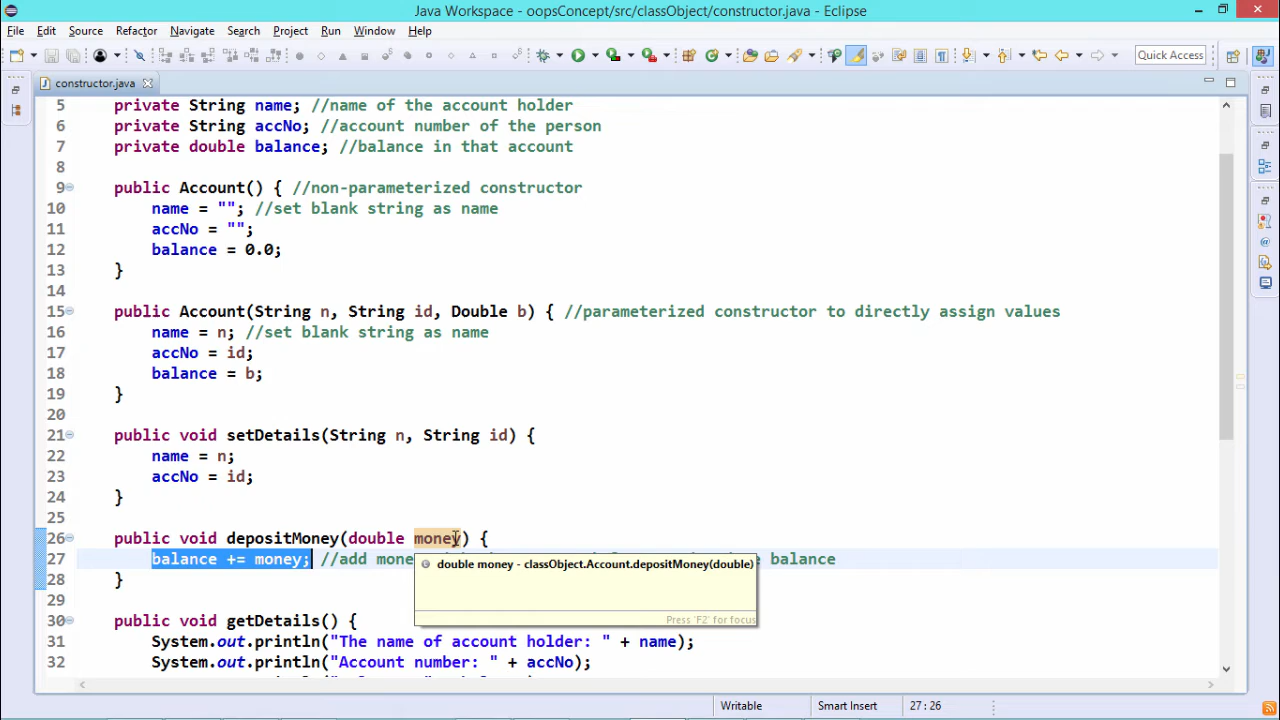 Java Workspace - oopsConcept/src/classObject/constructor.java - Eclipse
File Edit Source Refactor Navigate Search Project Run Window Help
Quick Access
constructor.java
5 private String name; //name of the account holder
6 private String accNo; //account number of the person
7 private double balance; //balance in that account
8
9 public Account() { //non-parameterized constructor
10 name = ""; //set blank string as name
11 accNo = "";
12 balance = 0.0;
13 }
14
15 public Account(String n, String id, Double b) { //parameterized constructor to directly assign values
16 name = n; //set blank string as name
17 accNo = id;
18 balance = b;
19 }
20
21 public void setDetails(String n, String id) {
22 name = n;
23 accNo = id;
24 }
25
26 public void depositMoney(double money) {
27 balance += money; //add mone balance
double money - classObject.Account.depositMoney(double)
28 }
29
Press 'F2' for focus
30 public void getDetails() {
31 System.out.println("The name of account holder: " + name);
32 System.out.println("Account number: " + accNo);
Writable Smart Insert 27 : 26